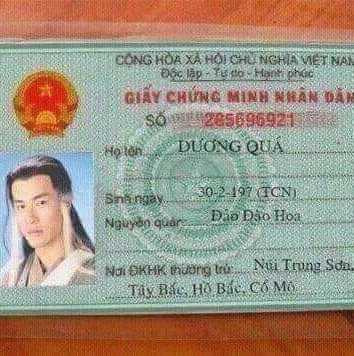 CỘNG HÒA XÃ HỘI CHỦ NGHĨA VIỆT NAM
Độc lập - Tự do - Hạnh phúc
GIẤY CHỨNG MINH NHÂN DÂN
SỐ 285696921
Họ tên DƯƠNG QUÁ
Sinh ngày 30-2-197 (TCN)
Nguyên quán Đảo Đào Hoa
Nơi ĐKHK thường trú Núi Trung Sơn,
Tây Bắc, Hồ Bắc, Cổ Mộ